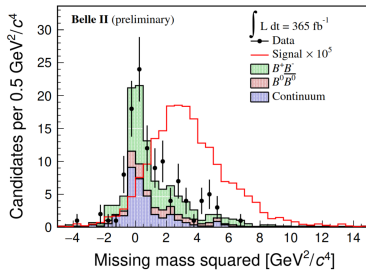 Belle II (preliminary)
∫ L dt = 365 fb⁻¹
Data
Signal × 10⁵
B⁺B⁻
B⁰B̅⁰
Continuum
Candidates per 0.5 GeV²/c⁴
35
30
25
20
15
10
5
0
−4 −2 0 2 4 6 8 10 12 14
Missing mass squared [GeV²/c⁴]